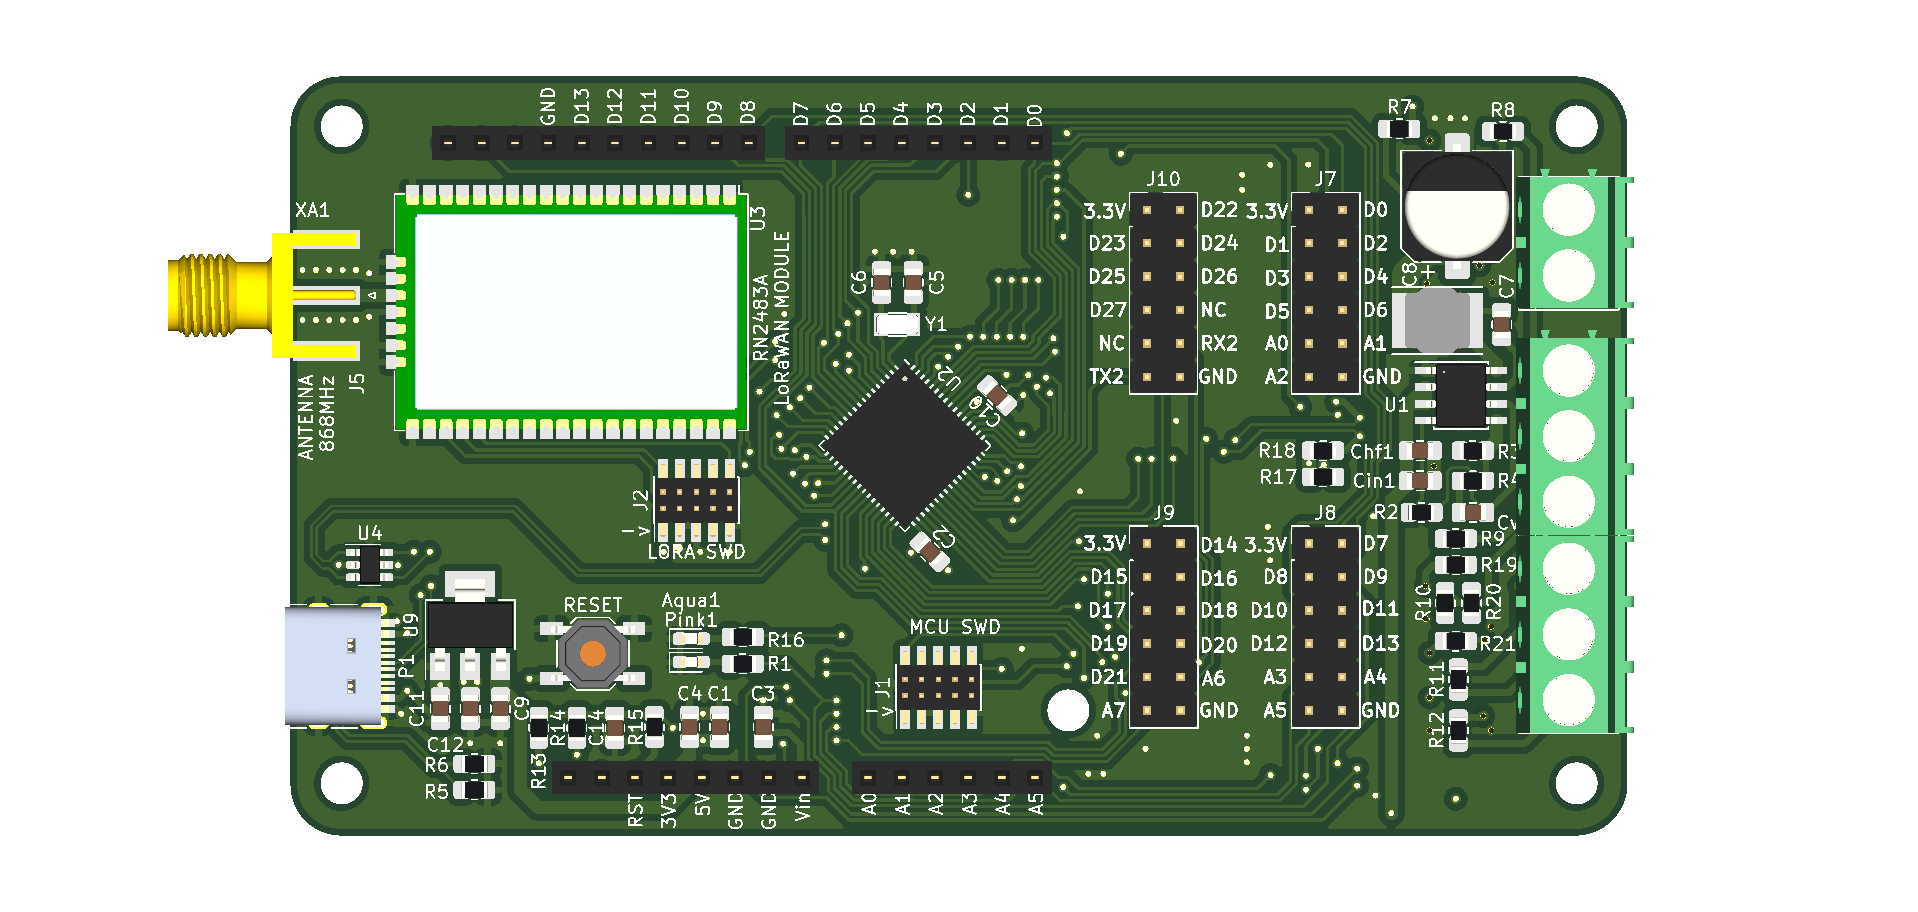 GND
D13
D12
D11
D10
D9
D8
D7
D6
D5
D4
D3
D2
D1
D0
R7
R8
XA1
U3
RN2483A
LoRaWAN MODULE
J5
ANTENNA
868MHz
C6
C5
Y1
U2
C10
C2
J10
3.3V
D22
D23
D24
D25
D26
D27
NC
NC
RX2
TX2
GND
J7
3.3V
D0
D1
D2
D3
D4
D5
D6
A0
A1
A2
GND
C8
+
C7
U1
R18
R17
Chf1
Cin1
R2
R9
R19
R10
R20
R21
R11
R12
J2
LORA SWD
U4
U9
P1
RESET
Aqua1
Pink1
R16
R1
C11
C12
C9
R6
R5
R13
R14
C14
R15
C4
C1
C3
MCU SWD
J1
J9
3.3V
D14
D15
D16
D17
D18
D19
D20
D21
A6
A7
GND
J8
3.3V
D7
D8
D9
D10
D11
D12
D13
A3
A4
A5
GND
RST
3V3
5V
GND
GND
Vin
A0
A1
A2
A3
A4
A5